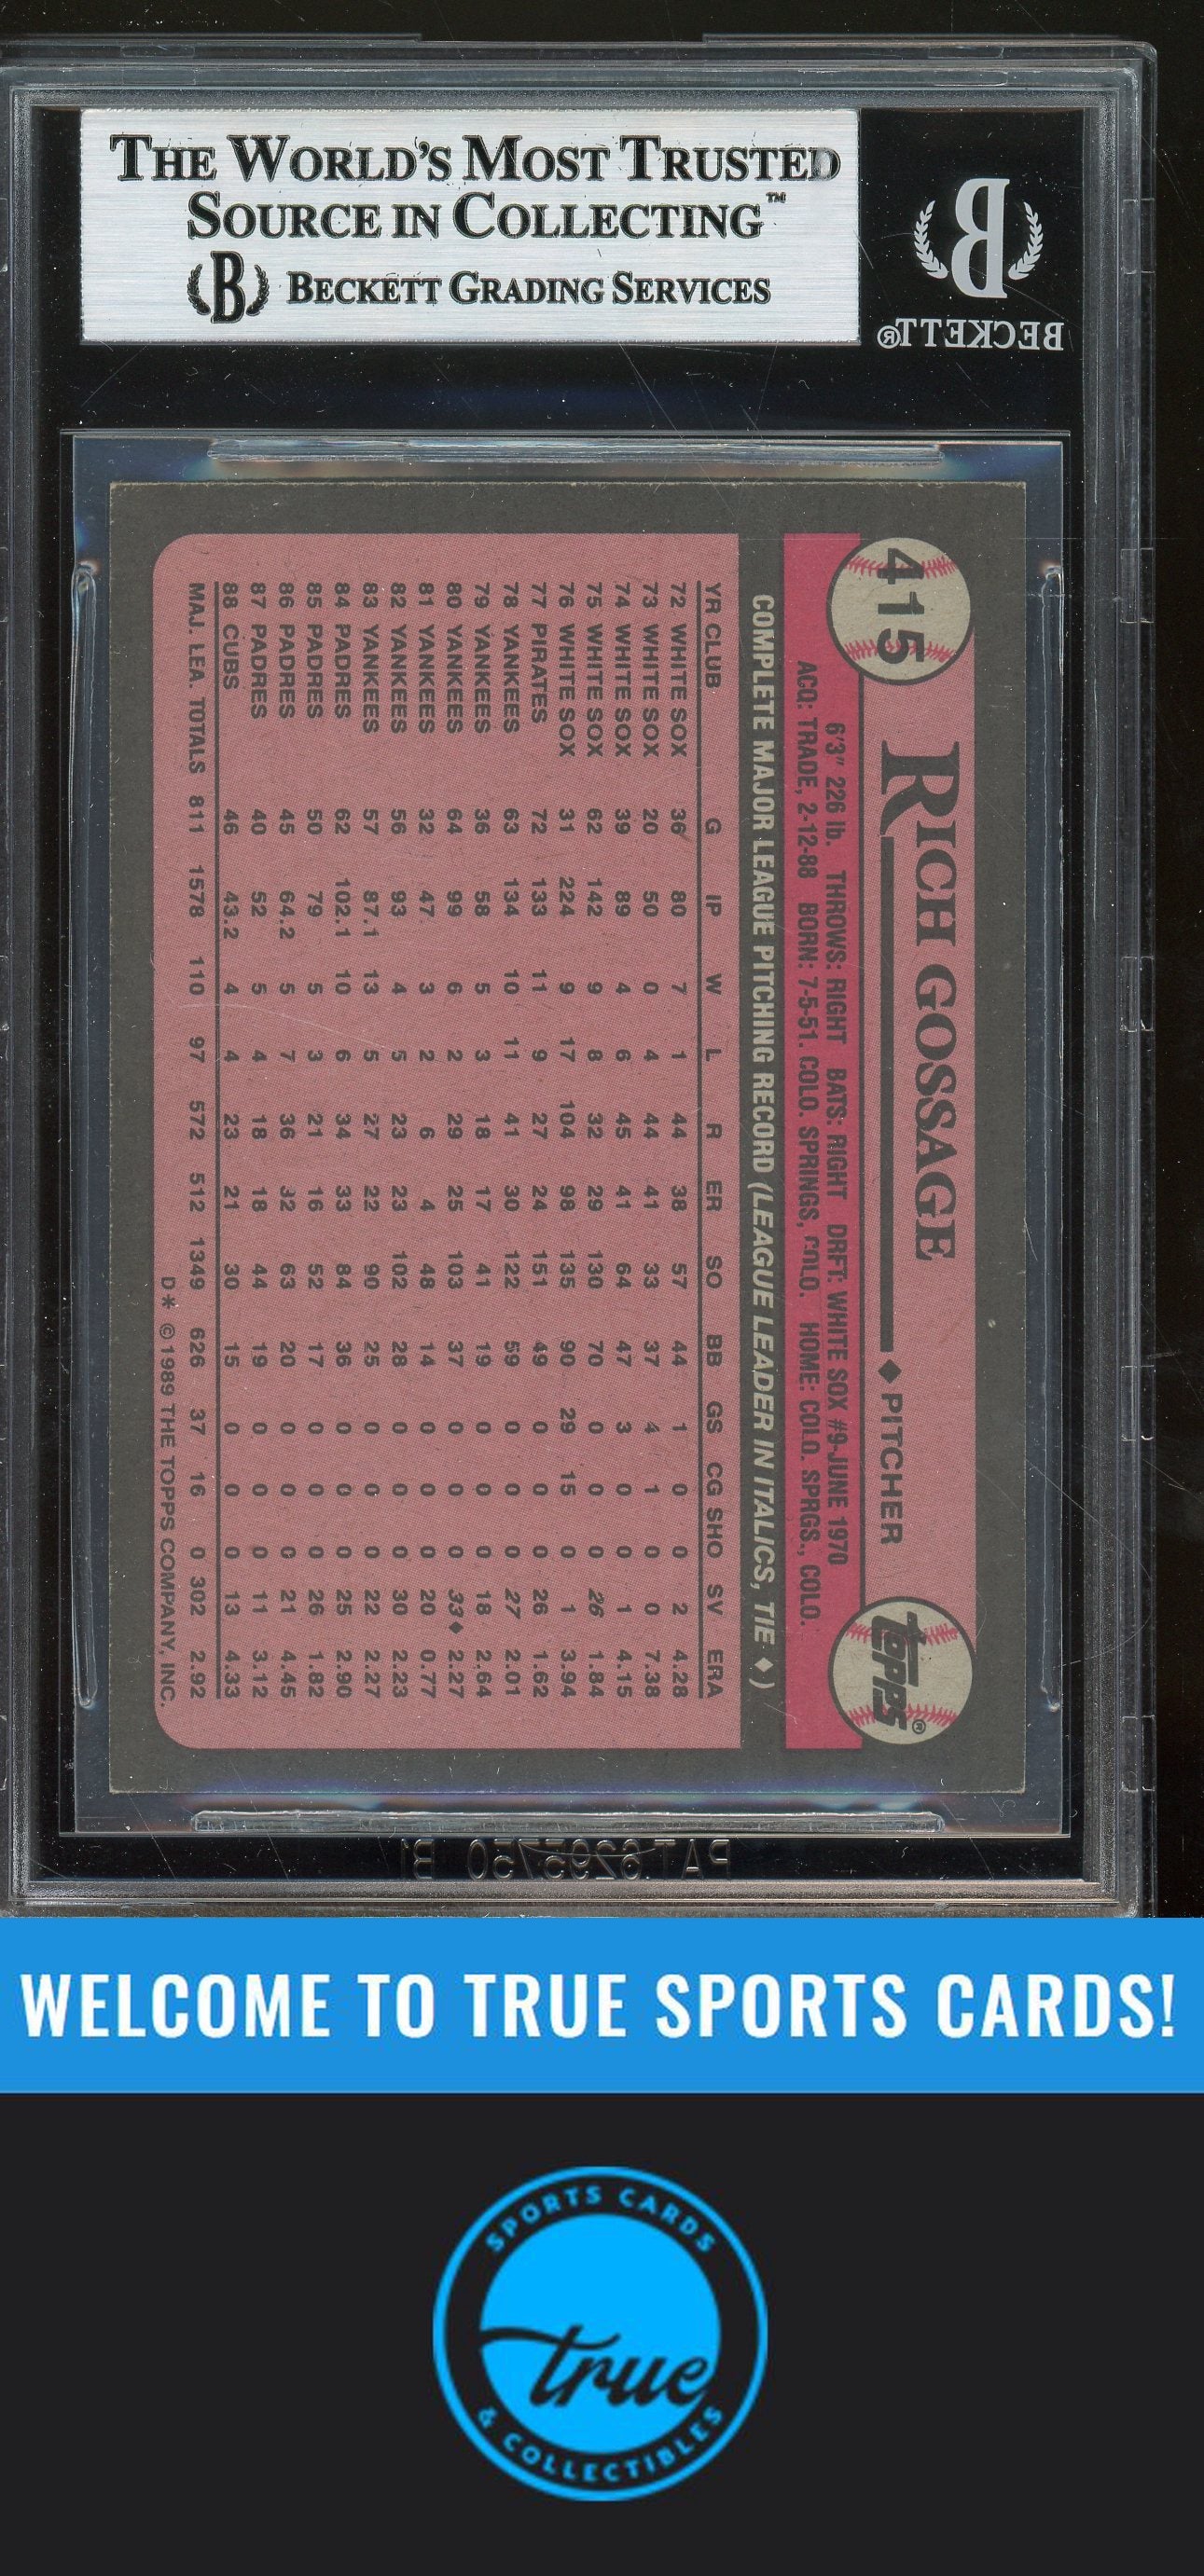 THE WORLD'S MOST TRUSTED
SOURCE IN COLLECTING™
B BECKETT GRADING SERVICES
B
BECKETT®
415
RICH GOSSAGE ◆ PITCHER
topps®
6'3" 226 lb. THROWS: RIGHT BATS: RIGHT DRFT: WHITE SOX #9-JUNE 1970
ACQ: TRADE, 2-12-88 BORN: 7-5-51. COLO. SPRINGS, COLO. HOME: COLO. SPRGS., COLO.
COMPLETE MAJOR LEAGUE PITCHING RECORD (LEAGUE LEADER IN ITALICS, TIE ◆)
YR CLUB G IP W L R ER SO BB GS CG SHO SV ERA
72 WHITE SOX 36 80 7 1 44 38 57 44 1 0 0 2 4.28
73 WHITE SOX 20 50 0 4 44 41 33 37 4 1 0 0 7.38
74 WHITE SOX 39 89 4 6 45 41 64 47 3 0 0 1 4.15
75 WHITE SOX 62 142 9 8 32 29 130 70 0 0 0 26 1.84
76 WHITE SOX 31 224 9 17 104 98 135 90 29 15 0 1 3.94
77 PIRATES 72 133 11 9 27 24 151 49 0 0 0 26 1.62
78 YANKEES 63 134 10 11 41 30 122 59 0 0 0 27 2.01
79 YANKEES 36 58 5 3 18 17 41 19 0 0 0 18 2.64
80 YANKEES 64 99 6 2 29 25 103 37 0 0 0 33◆ 2.27
81 YANKEES 32 47 3 2 6 4 48 14 0 0 0 20 0.77
82 YANKEES 56 93 4 5 23 23 102 28 0 0 0 30 2.23
83 YANKEES 57 87.1 13 5 27 22 90 25 0 0 0 22 2.27
84 PADRES 62 102.1 10 6 34 33 84 36 0 0 0 25 2.90
85 PADRES 50 79 5 3 21 16 52 17 0 0 0 26 1.82
86 PADRES 45 64.2 5 7 36 32 63 20 0 0 0 21 4.45
87 PADRES 40 52 5 4 18 18 44 19 0 0 0 11 3.12
88 CUBS 46 43.2 4 4 23 21 30 15 0 0 0 13 4.33
MAJ. LEA. TOTALS 811 1578 110 97 572 512 1349 626 37 16 0 302 2.92
D* ©1989 THE TOPPS COMPANY, INC.
PAT.6295750 B1
WELCOME TO TRUE SPORTS CARDS!
SPORTS CARDS
true
& COLLECTIBLES